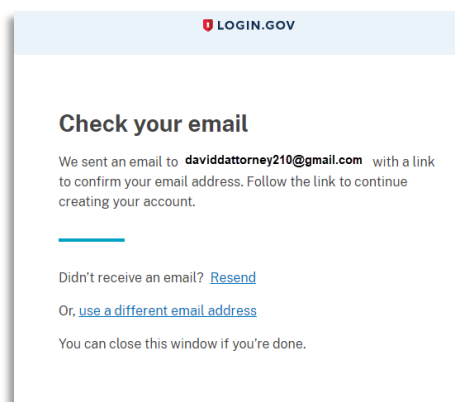 LOGIN.GOV
Check your email
We sent an email to daviddattorney210@gmail.com with a link
to confirm your email address. Follow the link to continue
creating your account.
Didn't receive an email? Resend
Or, use a different email address
You can close this window if you're done.